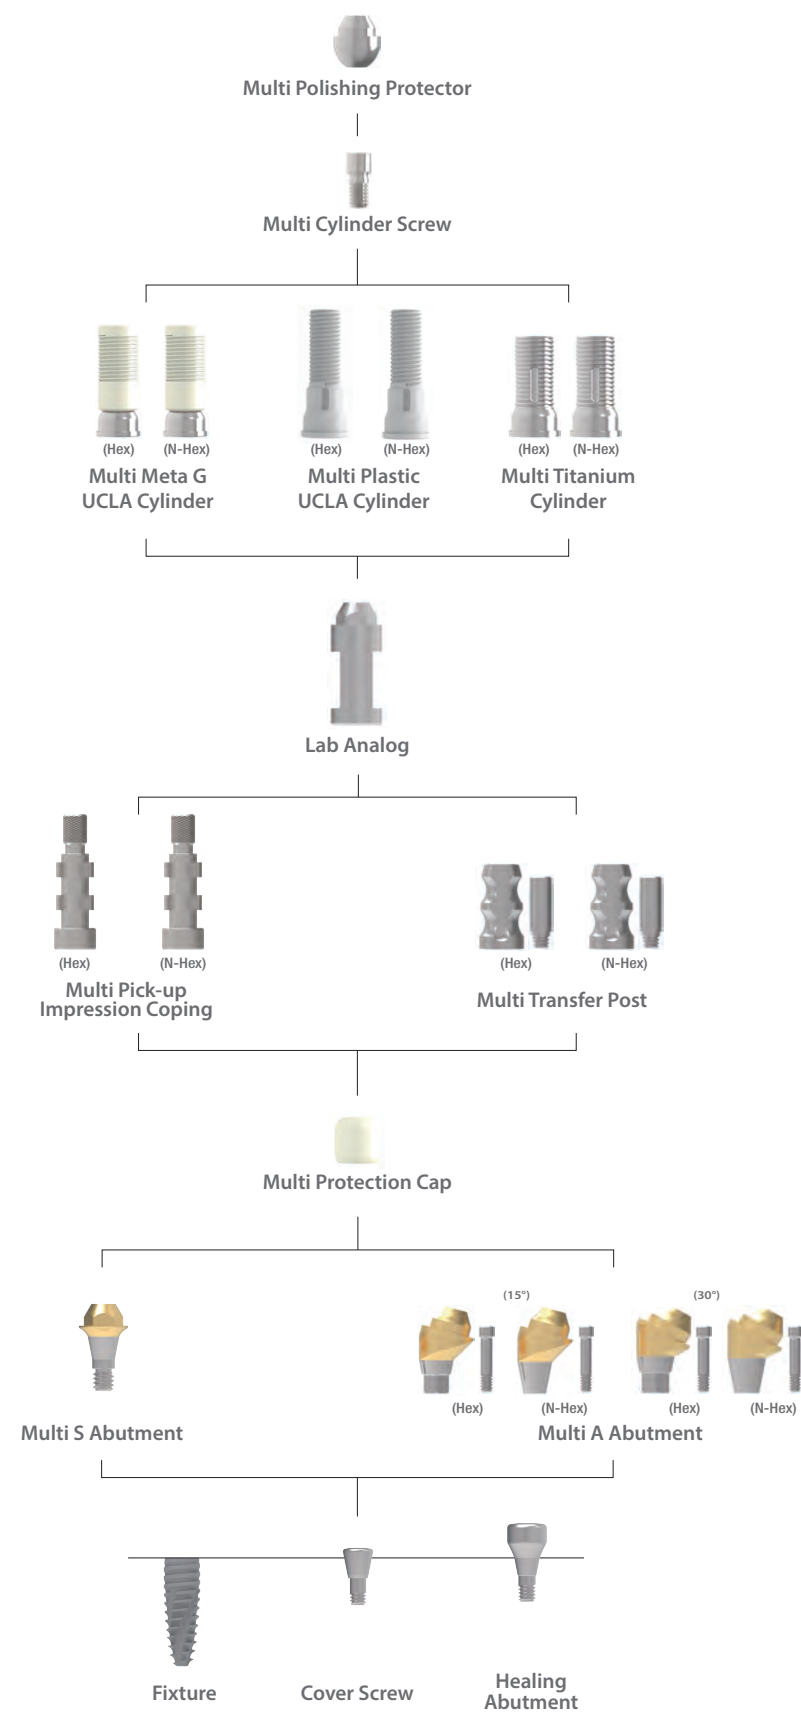 Multi Polishing Protector
Multi Cylinder Screw
(Hex) (N-Hex)
Multi Meta G
UCLA Cylinder
(Hex) (N-Hex)
Multi Plastic
UCLA Cylinder
(Hex) (N-Hex)
Multi Titanium
Cylinder
Lab Analog
(Hex) (N-Hex)
Multi Pick-up
Impression Coping
(Hex) (N-Hex)
Multi Transfer Post
Multi Protection Cap
Multi S Abutment
(15°) (30°)
(Hex) (N-Hex) (Hex) (N-Hex)
Multi A Abutment
Fixture
Cover Screw
Healing
Abutment